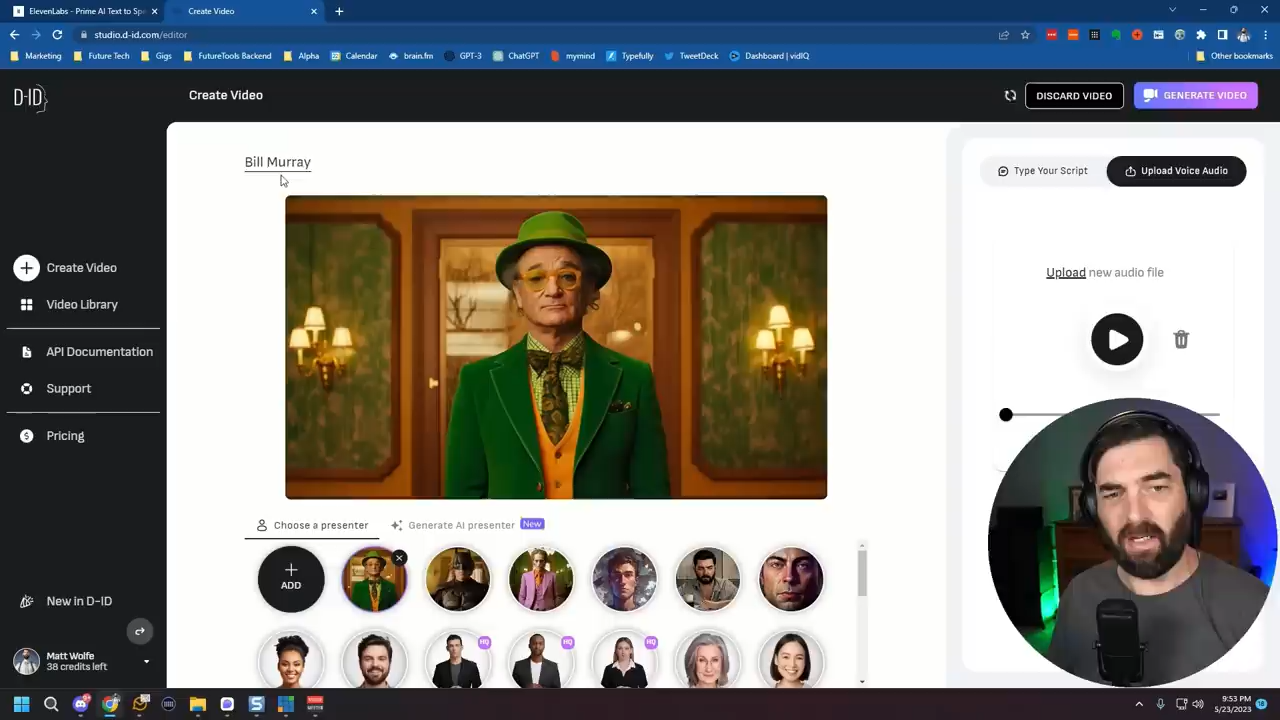 ElevenLabs - Prime AI Text to Spe
Create Video
studio.d-id.com/editor
Marketing
Future Tech
Gigs
FutureTools Backend
Alpha
Calendar
brain.fm
GPT-3
ChatGPT
mymind
Typefully
TweetDeck
Dashboard | vidIQ
Other bookmarks
D-ID
Create Video
DISCARD VIDEO
GENERATE VIDEO
Bill Murray
Type Your Script
Upload Voice Audio
Upload new audio file
Create Video
Video Library
API Documentation
Support
Pricing
Choose a presenter
Generate AI presenter
New
ADD
HQ
HQ
HQ
New in D-ID
Matt Wolfe
38 credits left
9:53 PM
5/23/2023